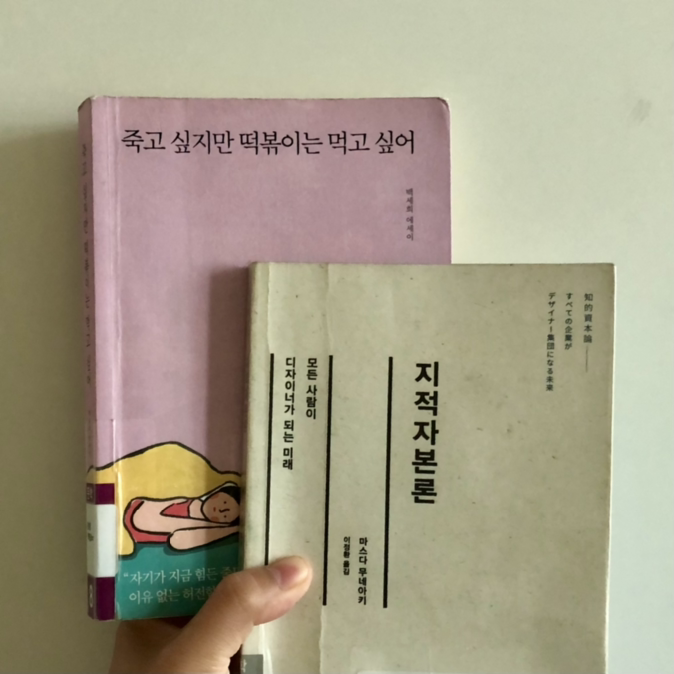 죽고 싶지만 떡볶이는 먹고 싶어
백세희 에세이
"자기가 지금 힘든 줄도
이유 없는 허전함
知的資本論
すべての企業が
デザイナー集団になる未来
지적자본론
모든 사람이
디자이너가 되는 미래
마스다 무네아키
이정환 옮김